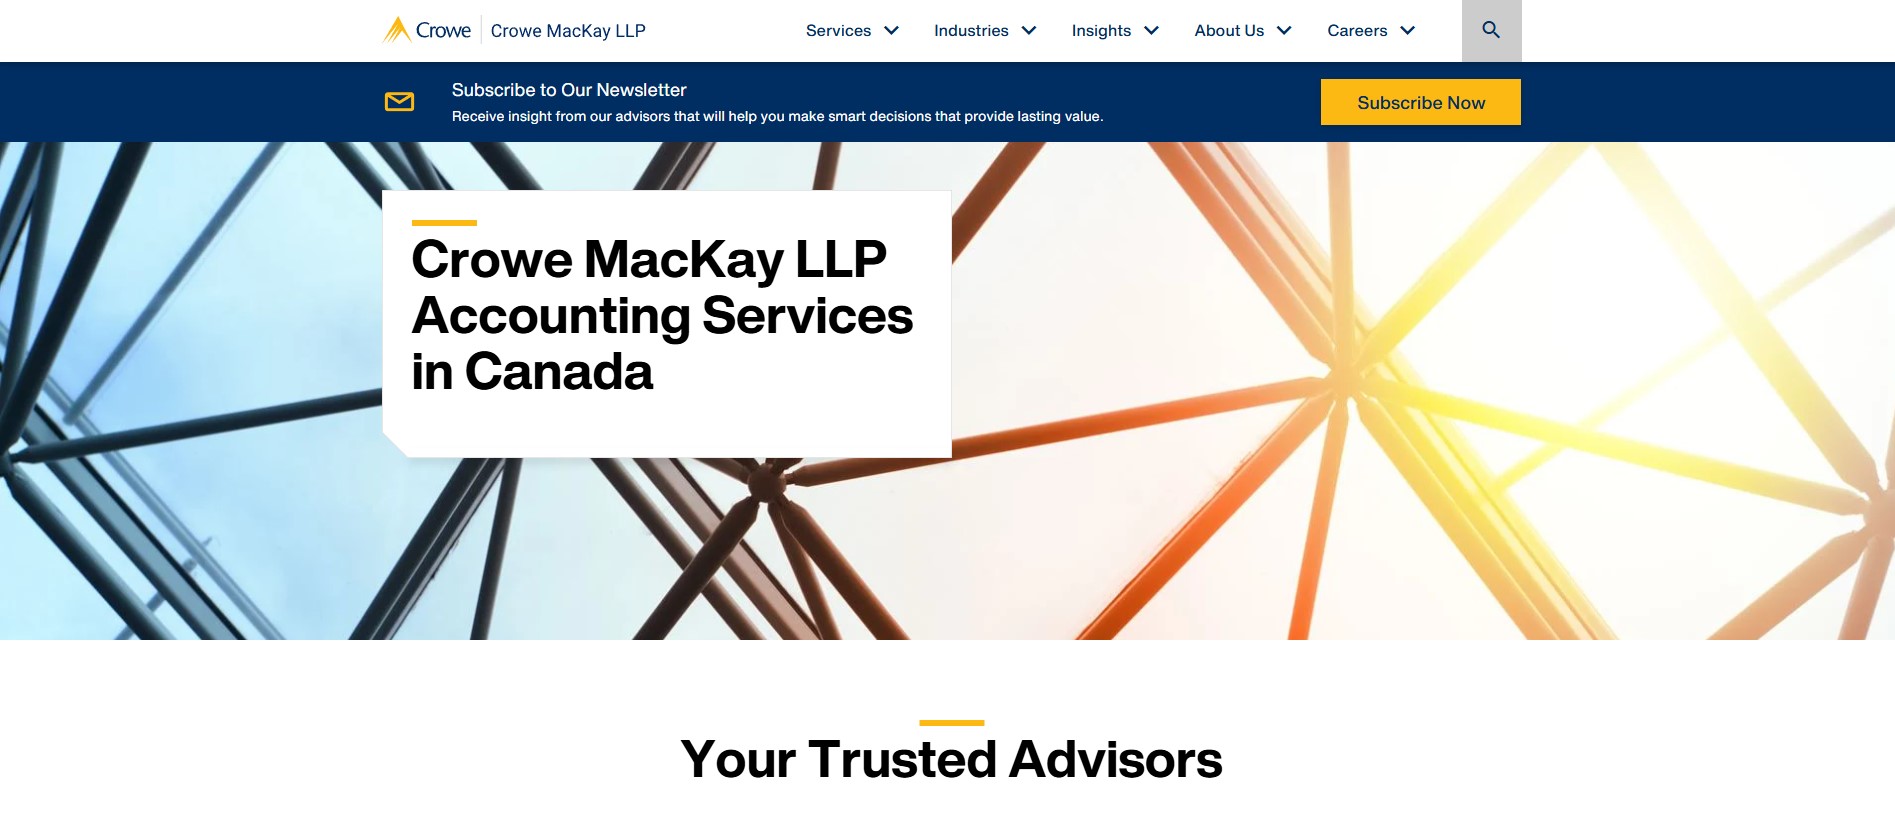 Crowe
Crowe MacKay LLP
Services
Industries
Insights
About Us
Careers
Subscribe to Our Newsletter
Receive insight from our advisors that will help you make smart decisions that provide lasting value.
Subscribe Now
Crowe MacKay LLP
Accounting Services
in Canada
Your Trusted Advisors